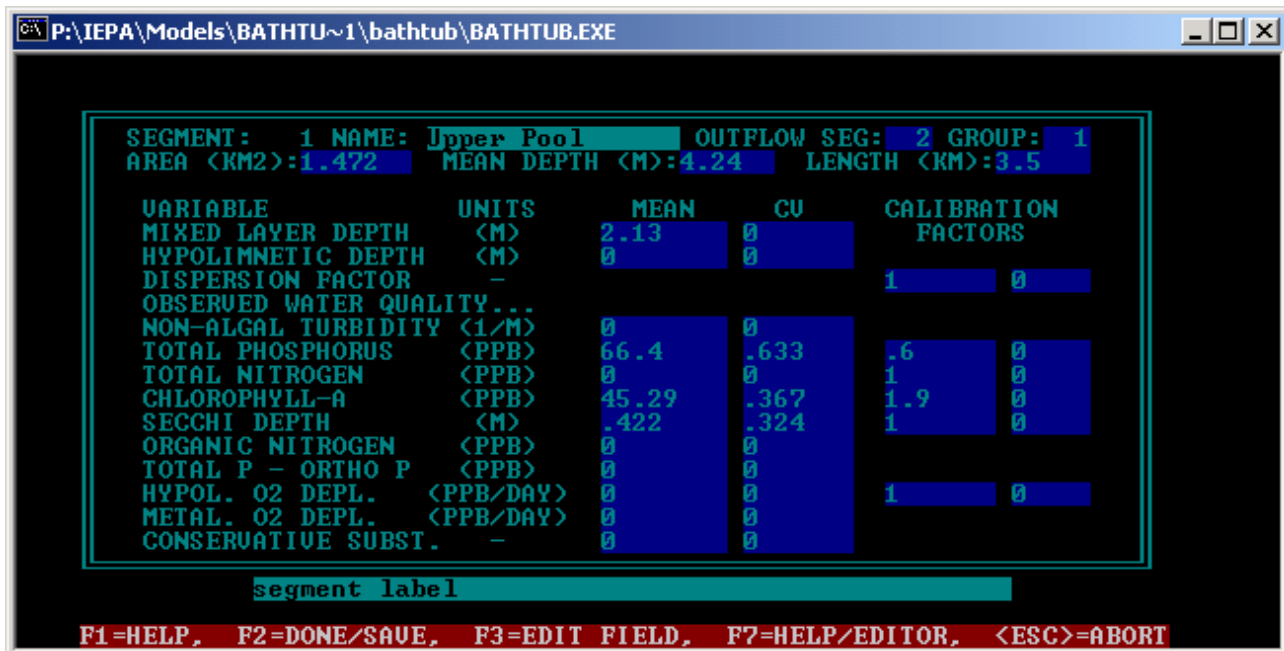 P:\IEPA\Models\BATHTU~1\bathtub\BATHTUB.EXE
SEGMENT: 1 NAME: Upper Pool OUTFLOW SEG: 2 GROUP: 1
AREA (KM2):1.472 MEAN DEPTH (M):4.24 LENGTH (KM):3.5
VARIABLE UNITS MEAN CV CALIBRATION
MIXED LAYER DEPTH (M) 2.13 0 FACTORS
HYPOLIMNETIC DEPTH (M) 0 0
DISPERSION FACTOR - 1 0
OBSERVED WATER QUALITY...
NON-ALGAL TURBIDITY (1/M) 0 0
TOTAL PHOSPHORUS (PPB) 66.4 .633 .6 0
TOTAL NITROGEN (PPB) 0 0 1 0
CHLOROPHYLL-A (PPB) 45.29 .367 1.9 0
SECCHI DEPTH (M) .422 .324 1 0
ORGANIC NITROGEN (PPB) 0 0
TOTAL P - ORTHO P (PPB) 0 0
HYPOL. O2 DEPL. (PPB/DAY) 0 0 1 0
METAL. O2 DEPL. (PPB/DAY) 0 0
CONSERVATIVE SUBST. - 0 0
segment label
F1=HELP, F2=DONE/SAVE, F3=EDIT FIELD, F7=HELP/EDITOR, <ESC>=ABORT